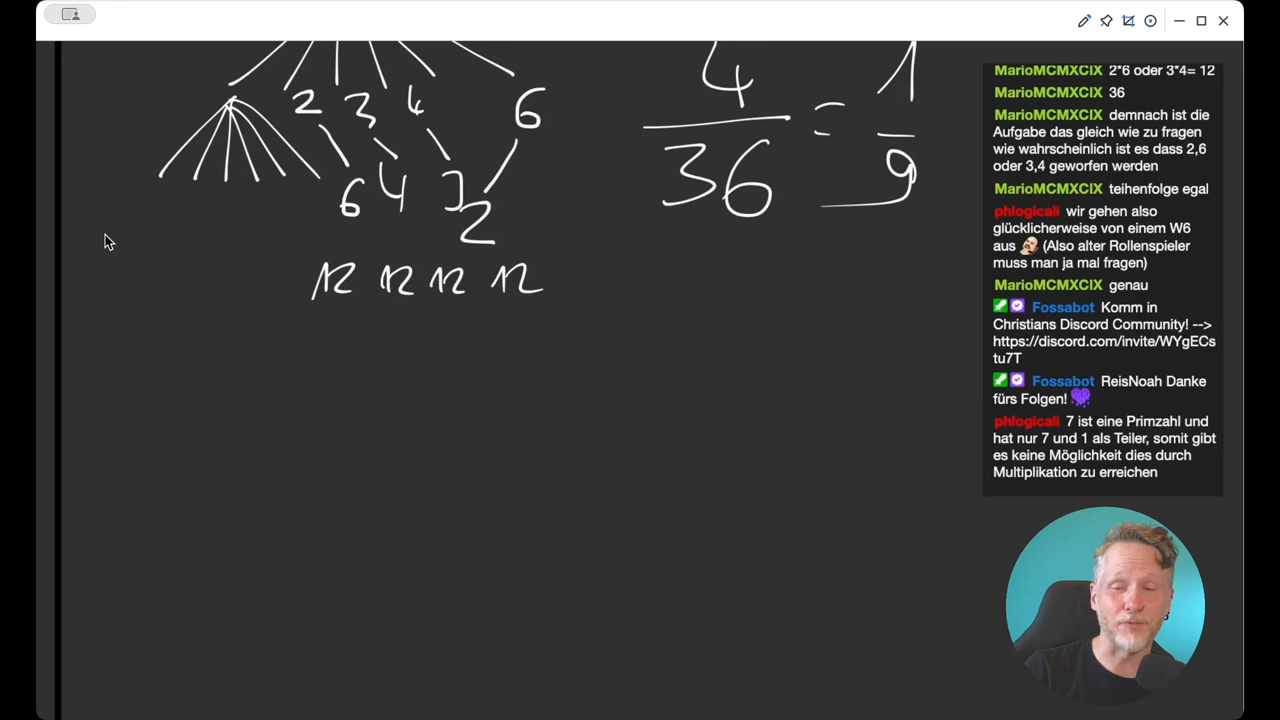 2 3 4 6
6 4 3 2
12 12 12 12
4
36
=
1
9
MarioMCMXCIX 2*6 oder 3*4= 12
MarioMCMXCIX 36
MarioMCMXCIX demnach ist die
Aufgabe das gleich wie zu fragen
wie wahrscheinlich ist es dass 2,6
oder 3,4 geworfen werden
MarioMCMXCIX teihenfolge egal
phlogicali wir gehen also
glücklicherweise von einem W6
aus (Also alter Rollenspieler
muss man ja mal fragen)
MarioMCMXCIX genau
Fossabot Komm in
Christians Discord Community! -->
https://discord.com/invite/WYgECs
tu7T
Fossabot ReisNoah Danke
fürs Folgen!
phlogicali 7 ist eine Primzahl und
hat nur 7 und 1 als Teiler, somit gibt
es keine Möglichkeit dies durch
Multiplikation zu erreichen